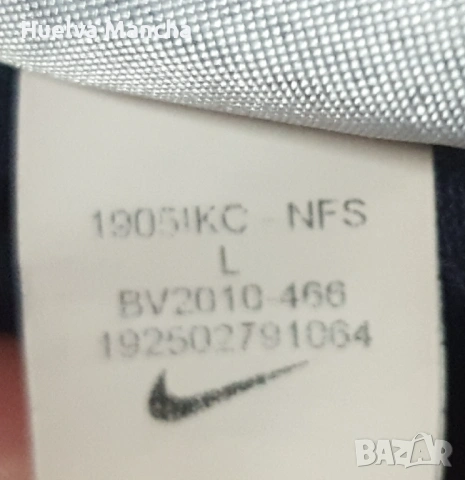 Huelva Mancha
1905IKC - NFS
L
BV2010-466
192502791064
BAZAR